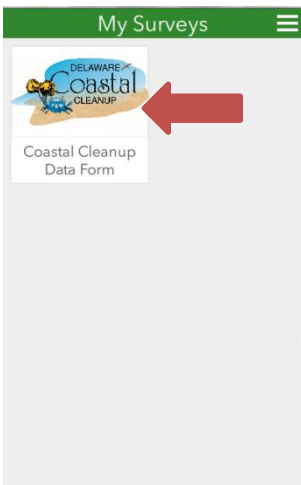 My Surveys
DELAWARE
Coastal
CLEANUP
Coastal Cleanup
Data Form